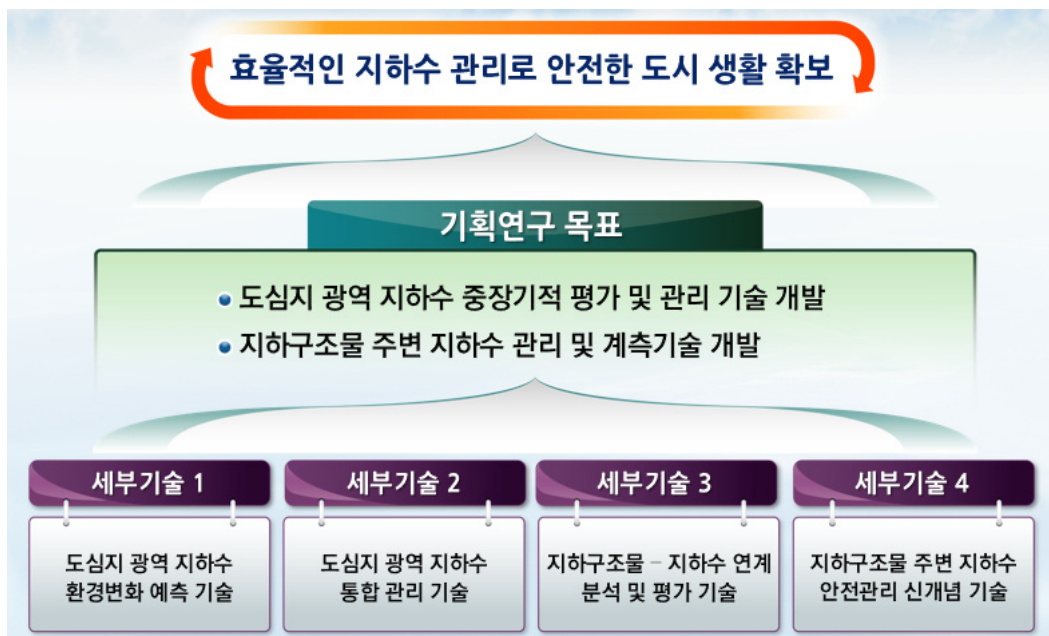 효율적인 지하수 관리로 안전한 도시 생활 확보
기획연구 목표
도심지 광역 지하수 중장기적 평가 및 관리 기술 개발
지하구조물 주변 지하수 관리 및 계측기술 개발
세부기술 1
도심지 광역 지하수
환경변화 예측 기술
세부기술 2
도심지 광역 지하수
통합 관리 기술
세부기술 3
지하구조물 – 지하수 연계
분석 및 평가 기술
세부기술 4
지하구조물 주변 지하수
안전관리 신개념 기술